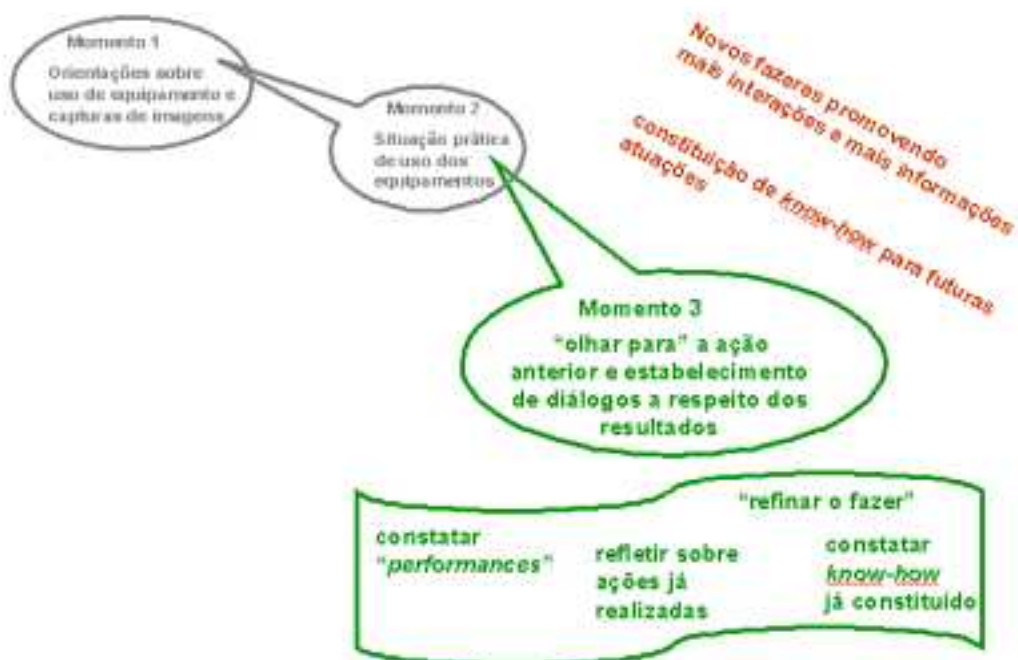 Momento 1
Orientações sobre
uso de equipamento e
capturas de imagens
Momento 2
Situação prática
de uso dos
equipamentos
Novos fazeres promovendo
mais interações e mais informações
constituição de know-how para futuras
atuações
Momento 3
"olhar para" a ação
anterior e estabelecimento
de diálogos a respeito dos
resultados
constatar
"performances"
refletir sobre
ações já
realizadas
"refinar o fazer"
constatar
know-how
já constituído